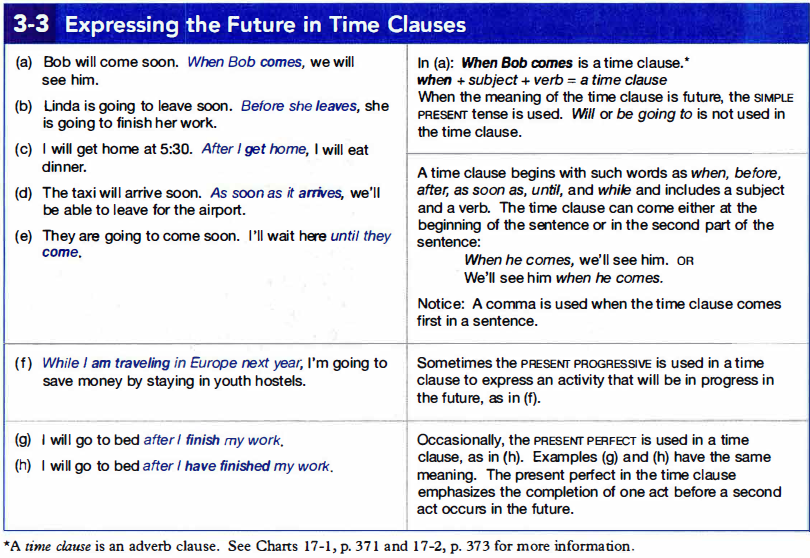 3-3 Expressing the Future in Time Clauses
(a) Bob will come soon. When Bob comes, we will
see him.
(b) Linda is going to leave soon. Before she leaves, she
is going to finish her work.
(c) I will get home at 5:30. After I get home, I will eat
dinner.
(d) The taxi will arrive soon. As soon as it arrives, we'll
be able to leave for the airport.
(e) They are going to come soon. I'll wait here until they
come.
In (a): When Bob comes is a time clause.*
when + subject + verb = a time clause
When the meaning of the time clause is future, the SIMPLE
PRESENT tense is used. Will or be going to is not used in
the time clause.
A time clause begins with such words as when, before,
after, as soon as, until, and while and includes a subject
and a verb. The time clause can come either at the
beginning of the sentence or in the second part of the
sentence:
When he comes, we'll see him. OR
We'll see him when he comes.
Notice: A comma is used when the time clause comes
first in a sentence.
(f) While I am traveling in Europe next year, I'm going to
save money by staying in youth hostels.
Sometimes the PRESENT PROGRESSIVE is used in a time
clause to express an activity that will be in progress in
the future, as in (f).
(g) I will go to bed after I finish my work.
(h) I will go to bed after I have finished my work.
Occasionally, the PRESENT PERFECT is used in a time
clause, as in (h). Examples (g) and (h) have the same
meaning. The present perfect in the time clause
emphasizes the completion of one act before a second
act occurs in the future.
*A time clause is an adverb clause. See Charts 17-1, p. 371 and 17-2, p. 373 for more information.